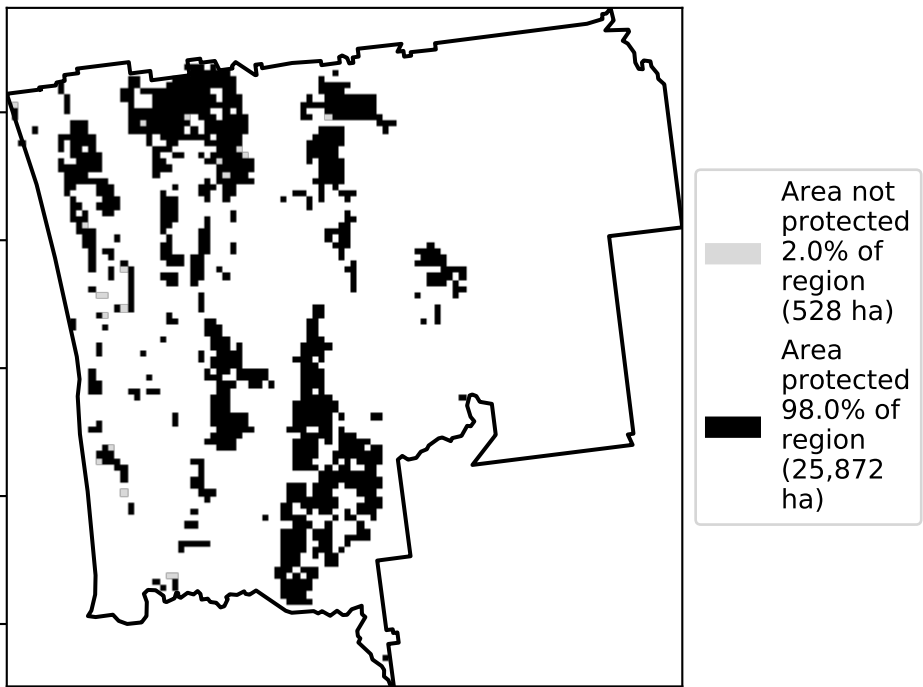 Area not
protected
2.0% of
region
(528 ha)
Area
protected
98.0% of
region
(25,872
ha)